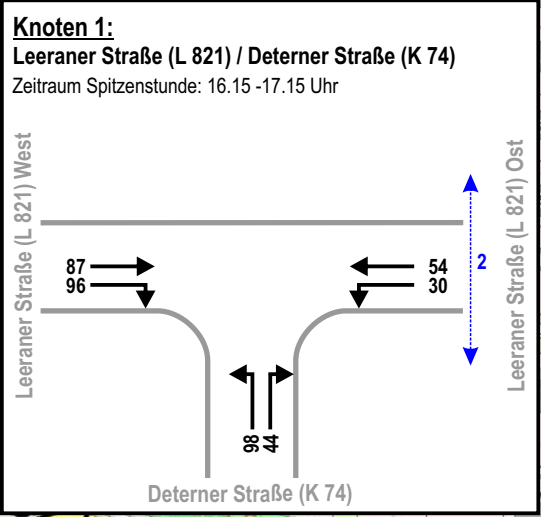 Knoten 1:
Leeraner Straße (L 821) / Deterner Straße (K 74)
Zeitraum Spitzenstunde: 16.15 -17.15 Uhr
Leeraner Straße (L 821) West
Leeraner Straße (L 821) Ost
87
96
54
30
2
98
44
Deterner Straße (K 74)